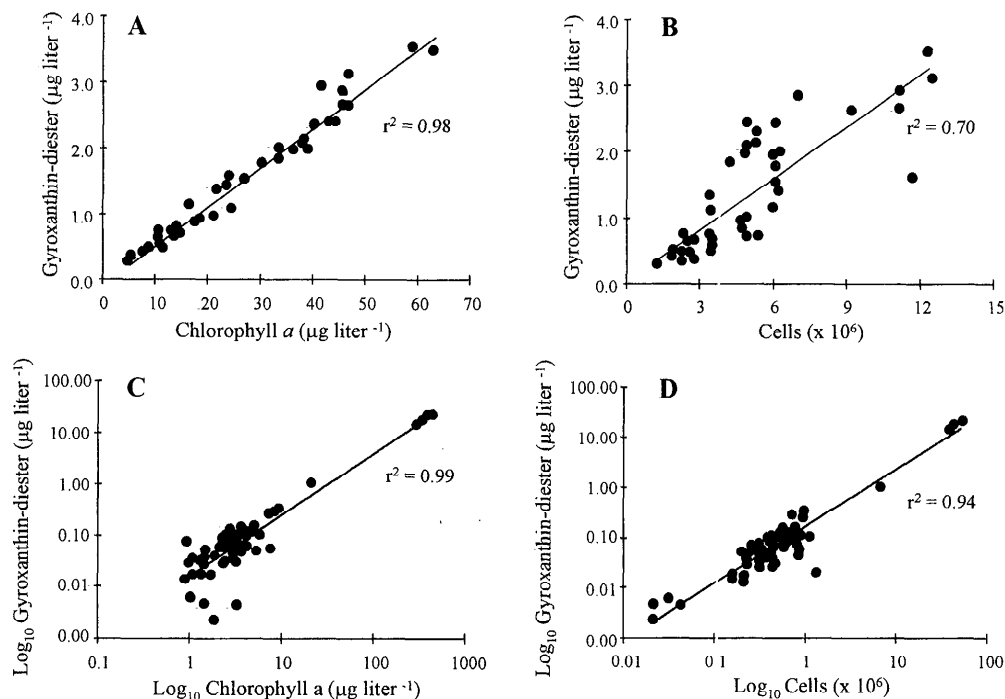 A
Gyroxanthin-diester (µg liter -1)
4.0
3.0
2.0
1.0
0.0
r2 = 0.98
0 10 20 30 40 50 60 70
Chlorophyll a (µg liter -1)
B
Gyroxanthin-diester (µg liter -1)
4.0
3.0
2.0
1.0
0.0
r2 = 0.70
0 3 6 9 12 15
Cells (x 106)
C
Log10 Gyroxanthin-diester (µg liter -1)
100.00
10.00
1.00
0.10
0.01
0.00
r2 = 0.99
0.1 1 10 100 1000
Log10 Chlorophyll a (µg liter -1)
D
Log10 Gyroxanthin-diester (µg liter -1)
100.00
10.00
1.00
0.10
0.01
0.00
r2 = 0.94
0.01 0 1 1 10 100
Log10 Cells (x 106)